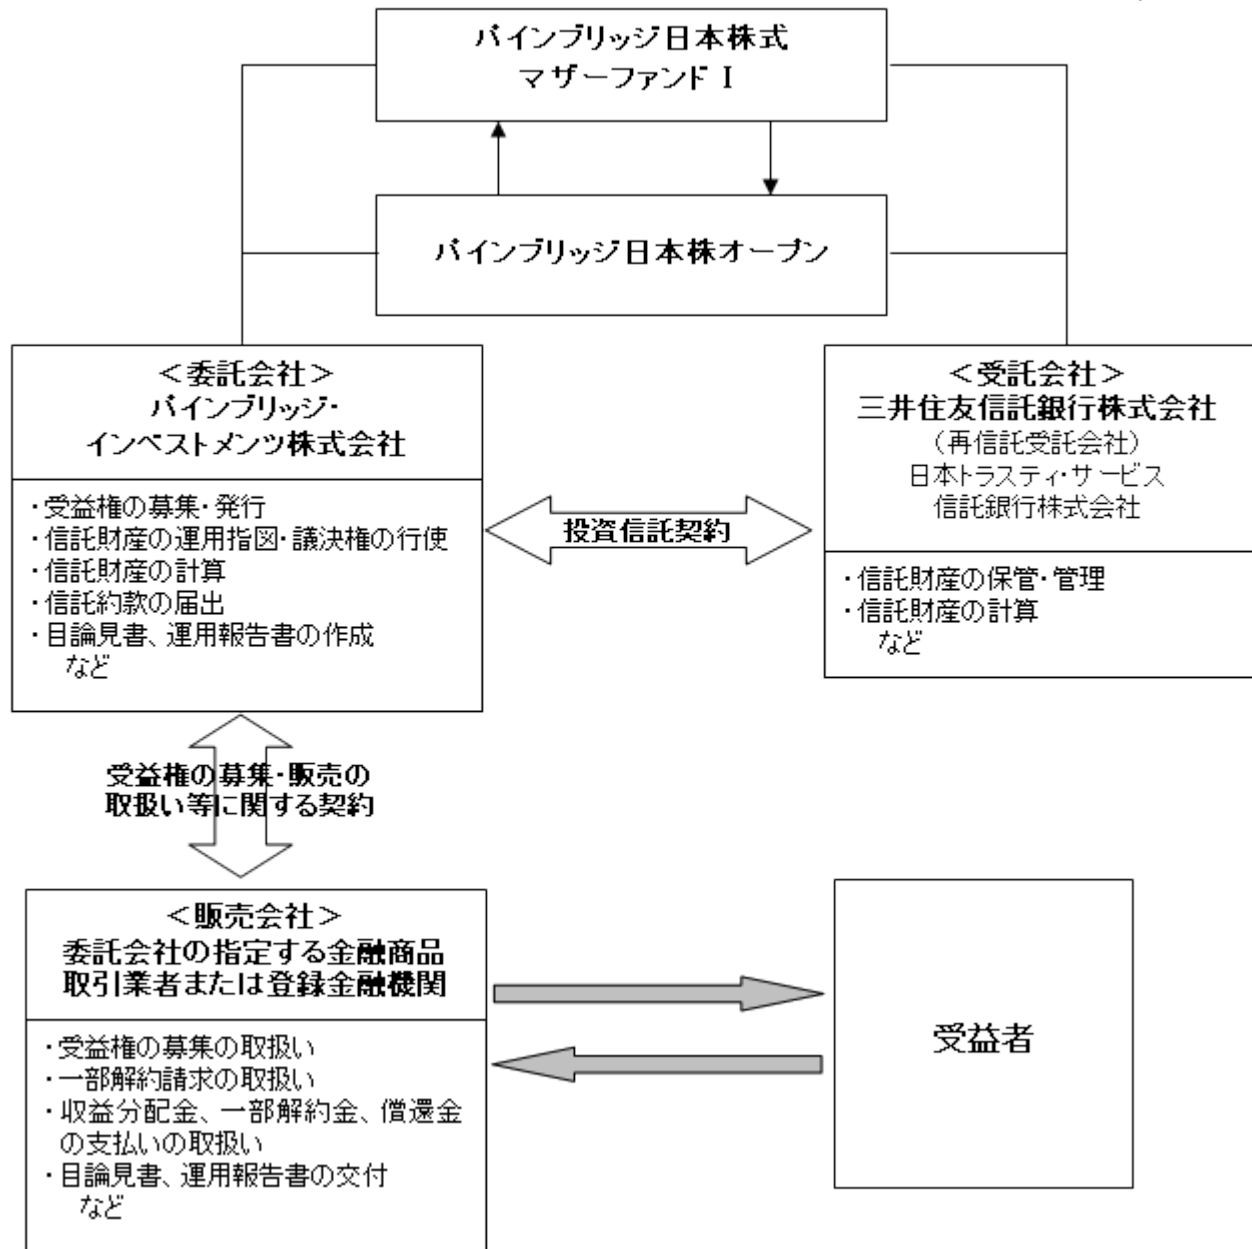 パインブリッジ日本株式
マザーファンドⅠ
パインブリッジ日本株オープン
＜委託会社＞
パインブリッジ・
インベストメンツ株式会社
・受益権の募集・発行
・信託財産の運用指図・議決権の行使
・信託財産の計算
・信託約款の届出
・目論見書、運用報告書の作成
など
投資信託契約
＜受託会社＞
三井住友信託銀行株式会社
（再信託受託会社）
日本トラスティ・サービス
信託銀行株式会社
・信託財産の保管・管理
・信託財産の計算
など
受益権の募集・販売の
取扱い等に関する契約
＜販売会社＞
委託会社の指定する金融商品
取引業者または登録金融機関
・受益権の募集の取扱い
・一部解約請求の取扱い
・収益分配金、一部解約金、償還金
の支払いの取扱い
・目論見書、運用報告書の交付
など
受益者